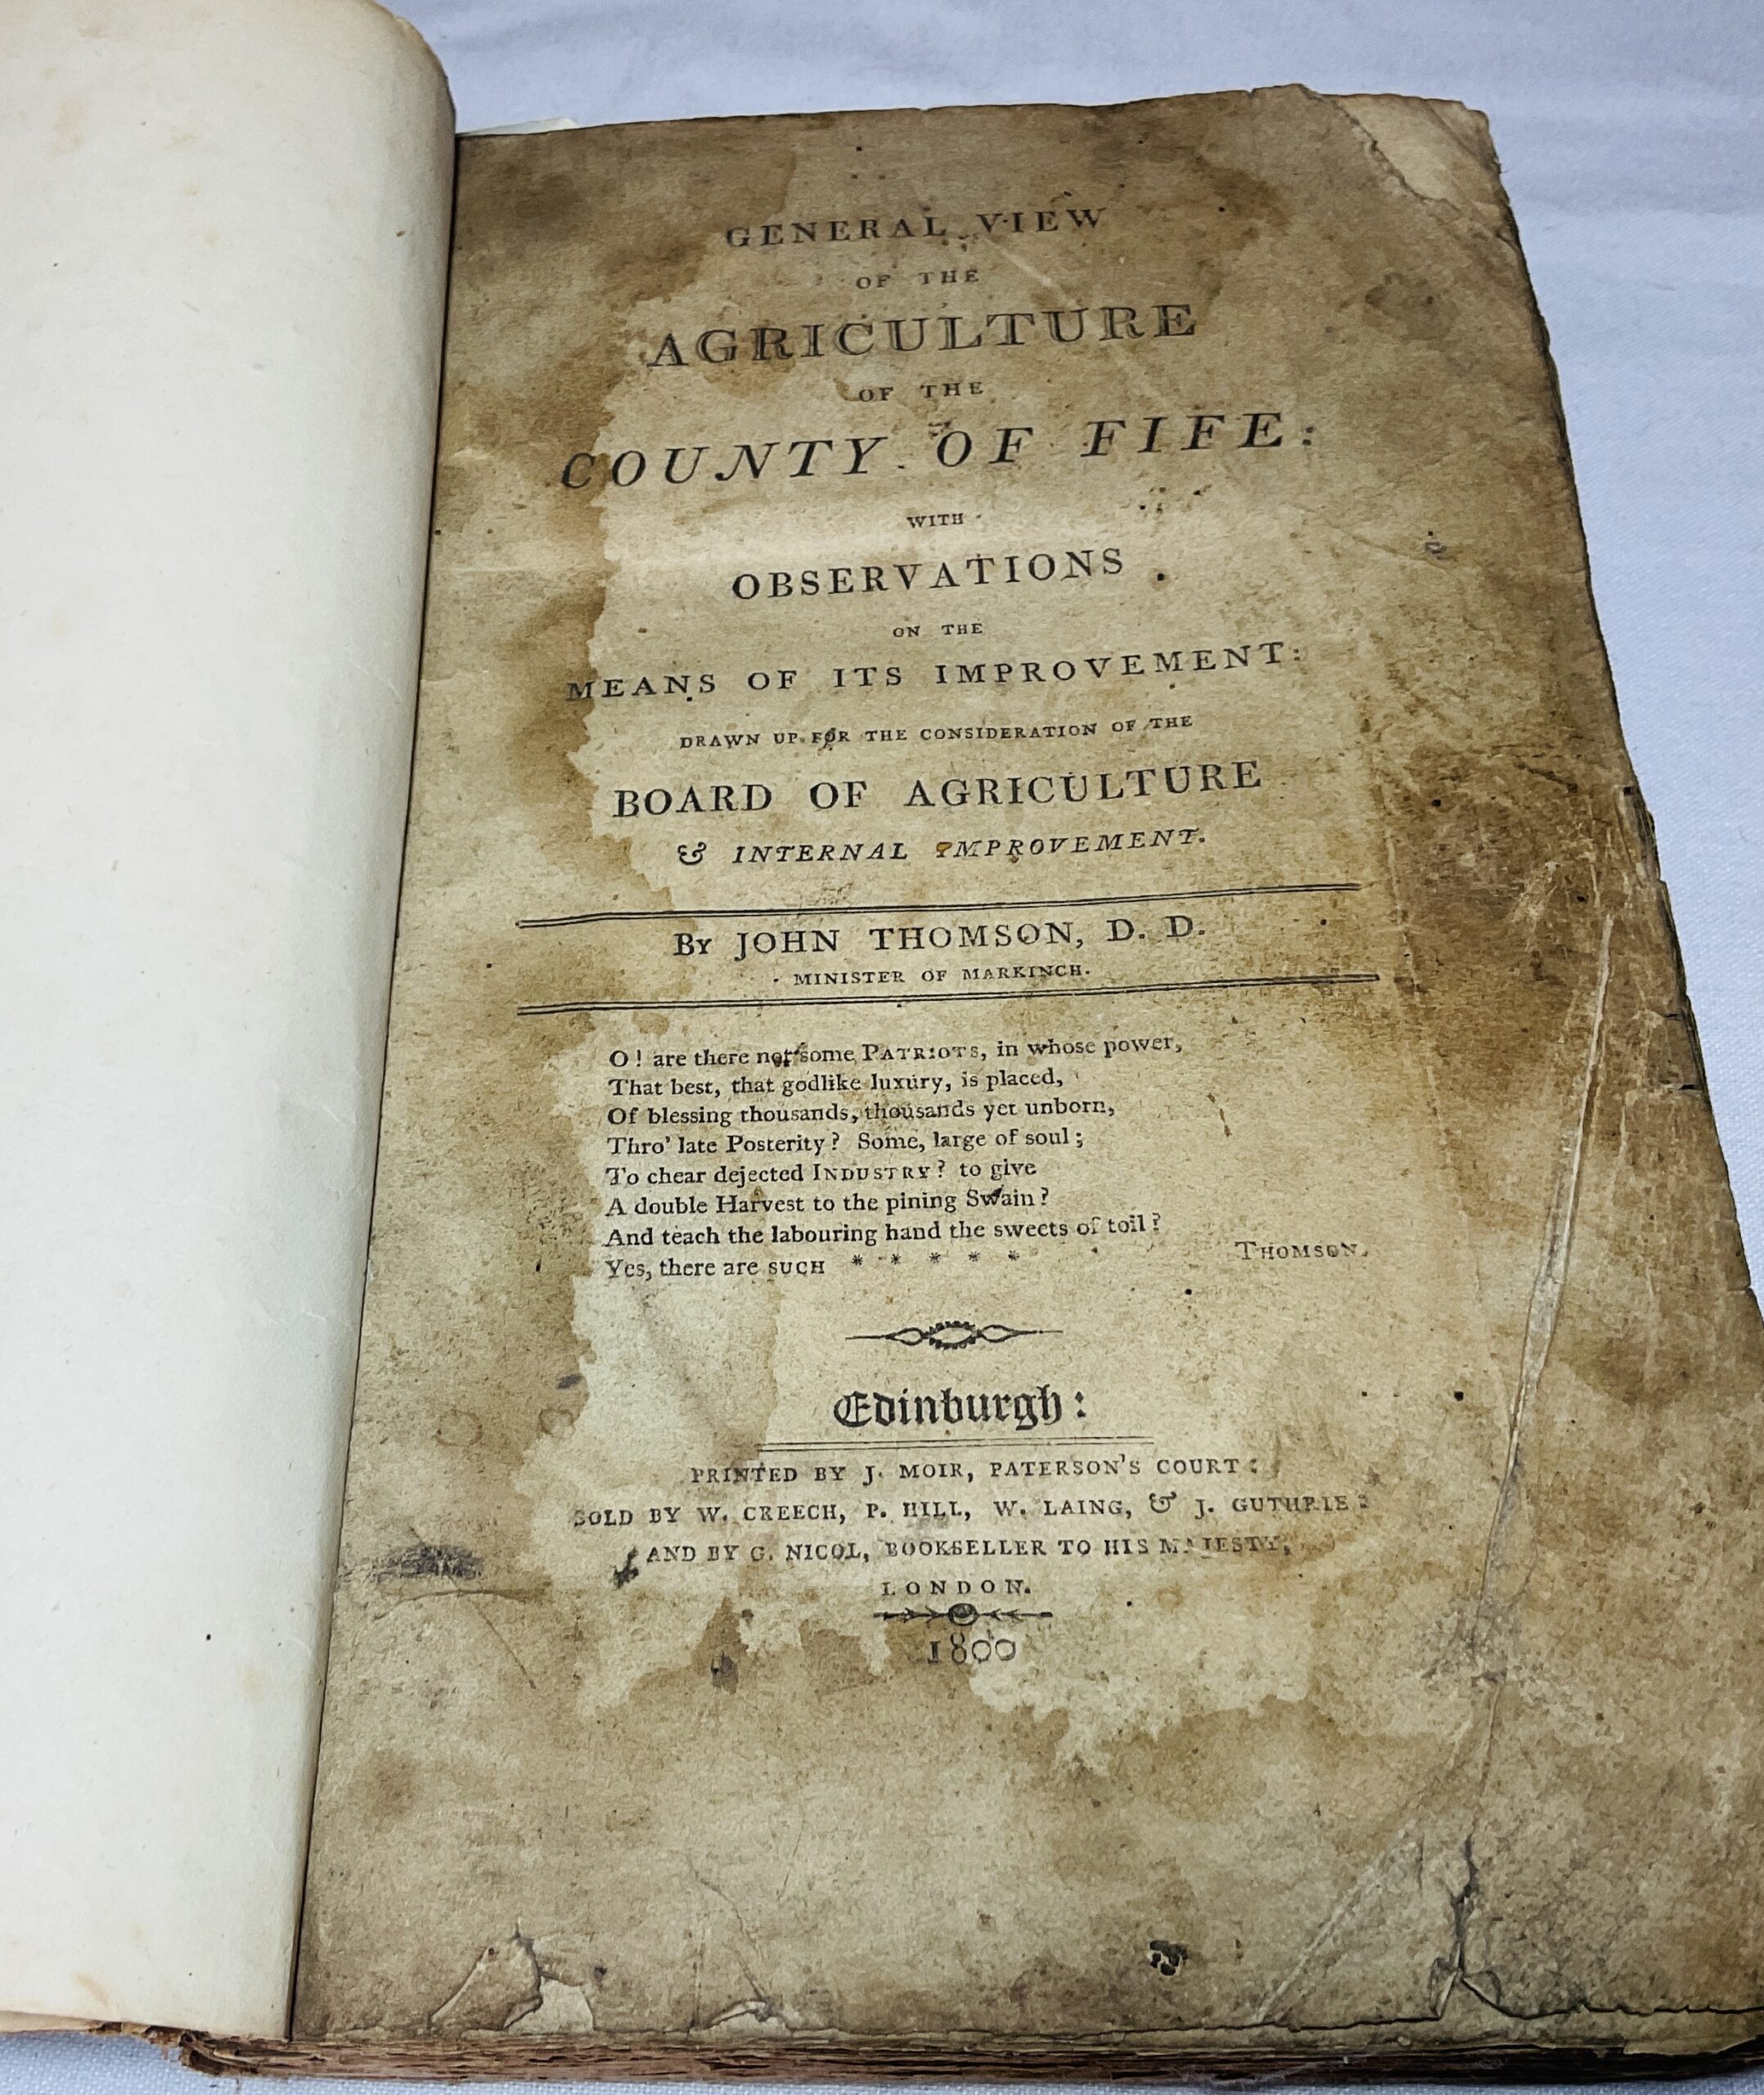 GENERAL VIEW
OF THE
AGRICULTURE
OF THE
COUNTY OF FIFE:
WITH
OBSERVATIONS
ON THE
MEANS OF ITS IMPROVEMENT:
DRAWN UP FOR THE CONSIDERATION OF THE
BOARD OF AGRICULTURE
& INTERNAL IMPROVEMENT.
By JOHN THOMSON, D. D.
MINISTER OF MARKINCH.
O! are there not some PATRIOTS, in whose power,
That best, that godlike luxury, is placed,
Of blessing thousands, thousands yet unborn,
Thro' late Posterity? Some, large of soul;
To chear dejected INDUSTRY? to give
A double Harvest to the pining Swain?
And teach the labouring hand the sweets of toil?
Yes, there are SUCH * * * * *
THOMSON.
Edinburgh:
PRINTED BY J. MOIR, PATERSON'S COURT:
SOLD BY W. CREECH, P. HILL, W. LAING, & J. GUTHRIE:
AND BY G. NICOL, BOOKSELLER TO HIS MAJESTY,
LONDON.
1800